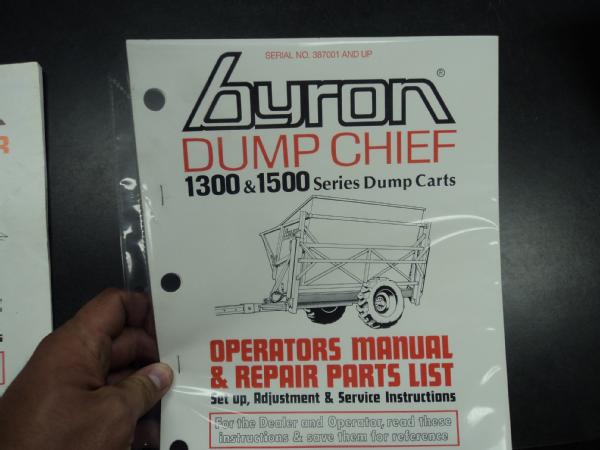 SERIAL NO. 387001 AND UP
byron®
DUMP CHIEF
1300 & 1500 Series Dump Carts
Byron
OPERATORS MANUAL
& REPAIR PARTS LIST
Set up, Adjustment & Service Instructions
For the Dealer and Operator, read these
instructions & save them for reference
R